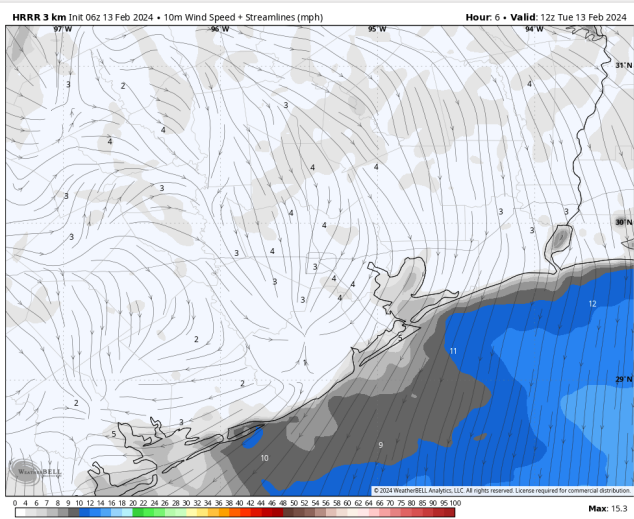 HRRR 3 km Init 06z 13 Feb 2024 • 10m Wind Speed + Streamlines (mph) Hour: 6 • Valid: 12z Tue 13 Feb 2024
97°W 96°W 95°W 94°W
31°N
3 2 4
3
4
4
4 4
3 3
4 3 3
4 30°N
3 3
3 4
3 4
3 4
3 4
12
5
2 11
1
29°N
2
2
3
9
10
WeatherBELL
© 2024 WeatherBELL Analytics, LLC. All rights reserved. License required for commercial distribution.
0 4 5 6 7 8 9 10 12 14 16 18 20 22 24 26 28 30 32 34 36 38 40 42 44 46 48 50 52 54 56 58 60 62 64 66 68 70 75 80 85 90 95 100 Max: 15.3